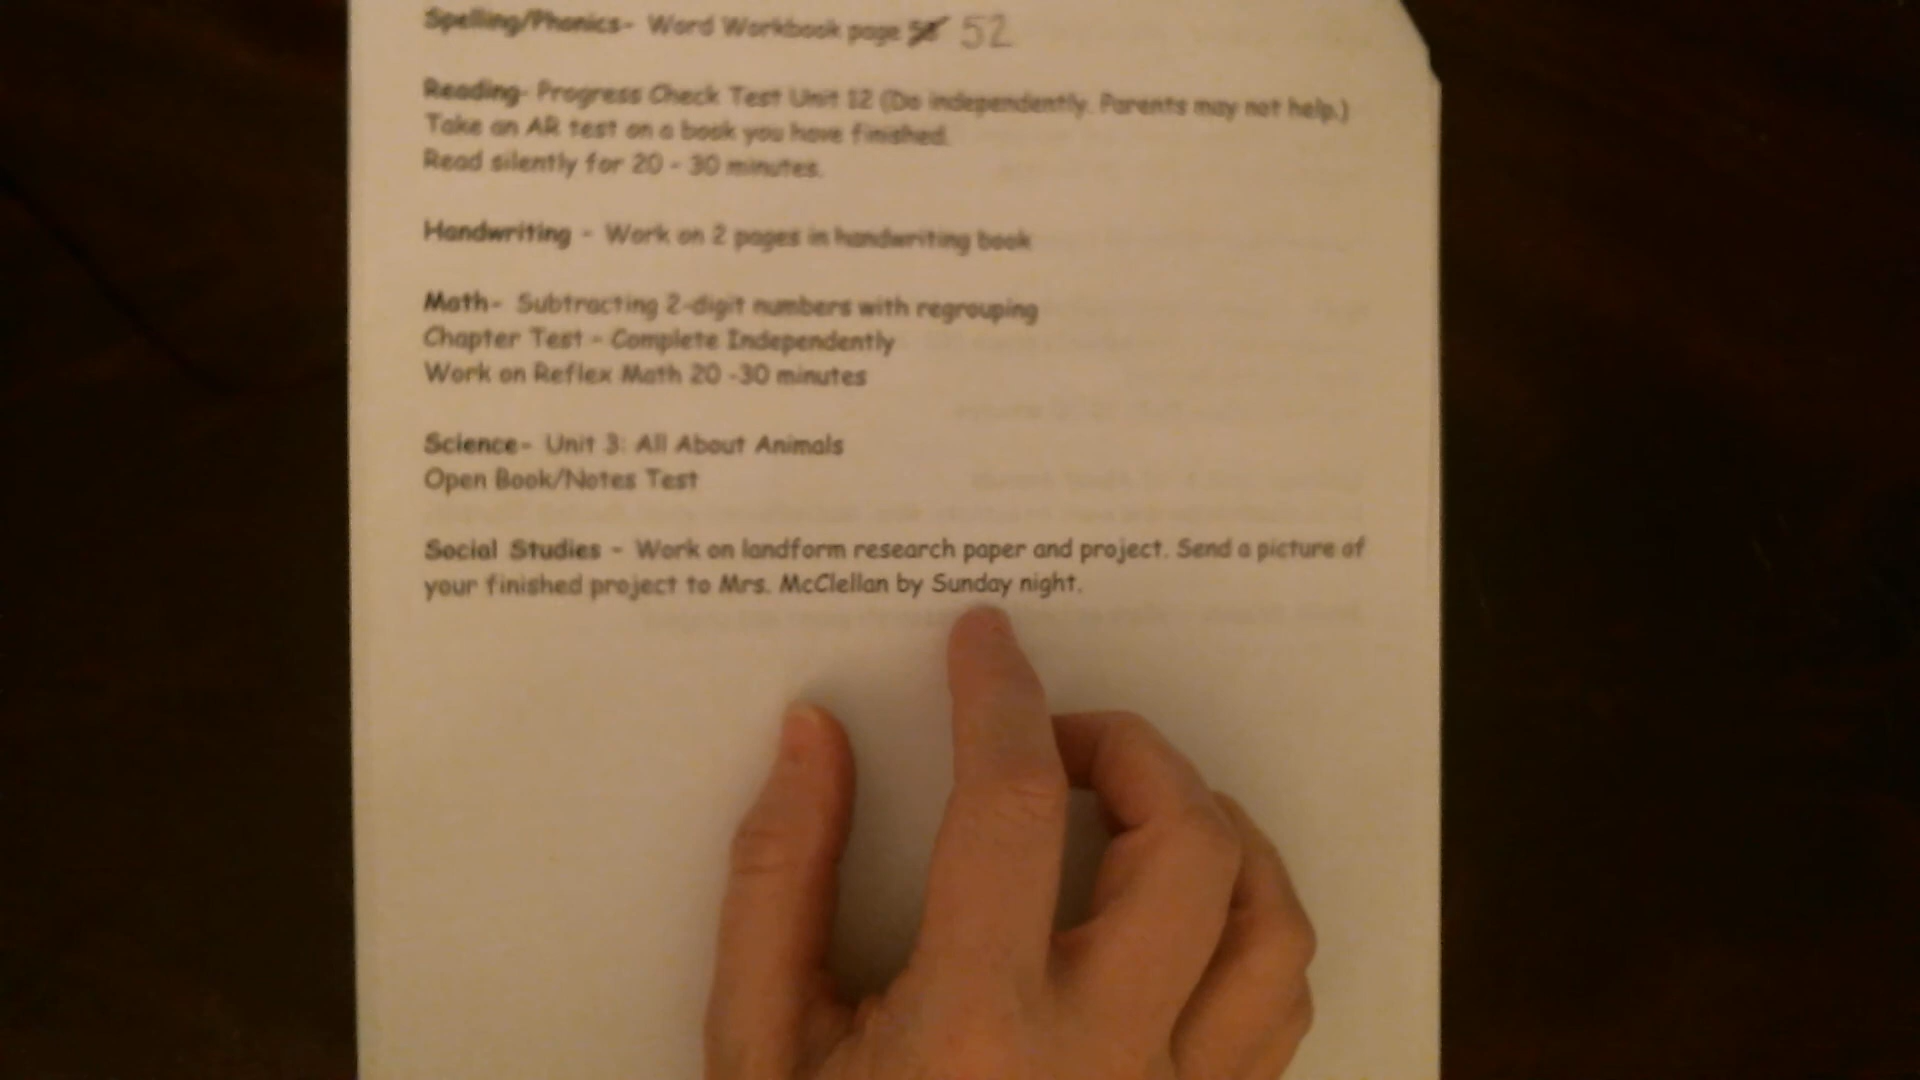 Spelling/Phonics- Word Workbook page 52
Reading- Progress Check Test Unit 12 (Do independently. Parents may not help.)
Take an AR test on a book you have finished.
Read silently for 20 - 30 minutes.
Handwriting - Work on 2 pages in handwriting book
Math- Subtracting 2-digit numbers with regrouping
Chapter Test - Complete Independently
Work on Reflex Math 20 -30 minutes
Science- Unit 3: All About Animals
Open Book/Notes Test
Social Studies - Work on landform research paper and project. Send a picture of
your finished project to Mrs. McClellan by Sunday night.